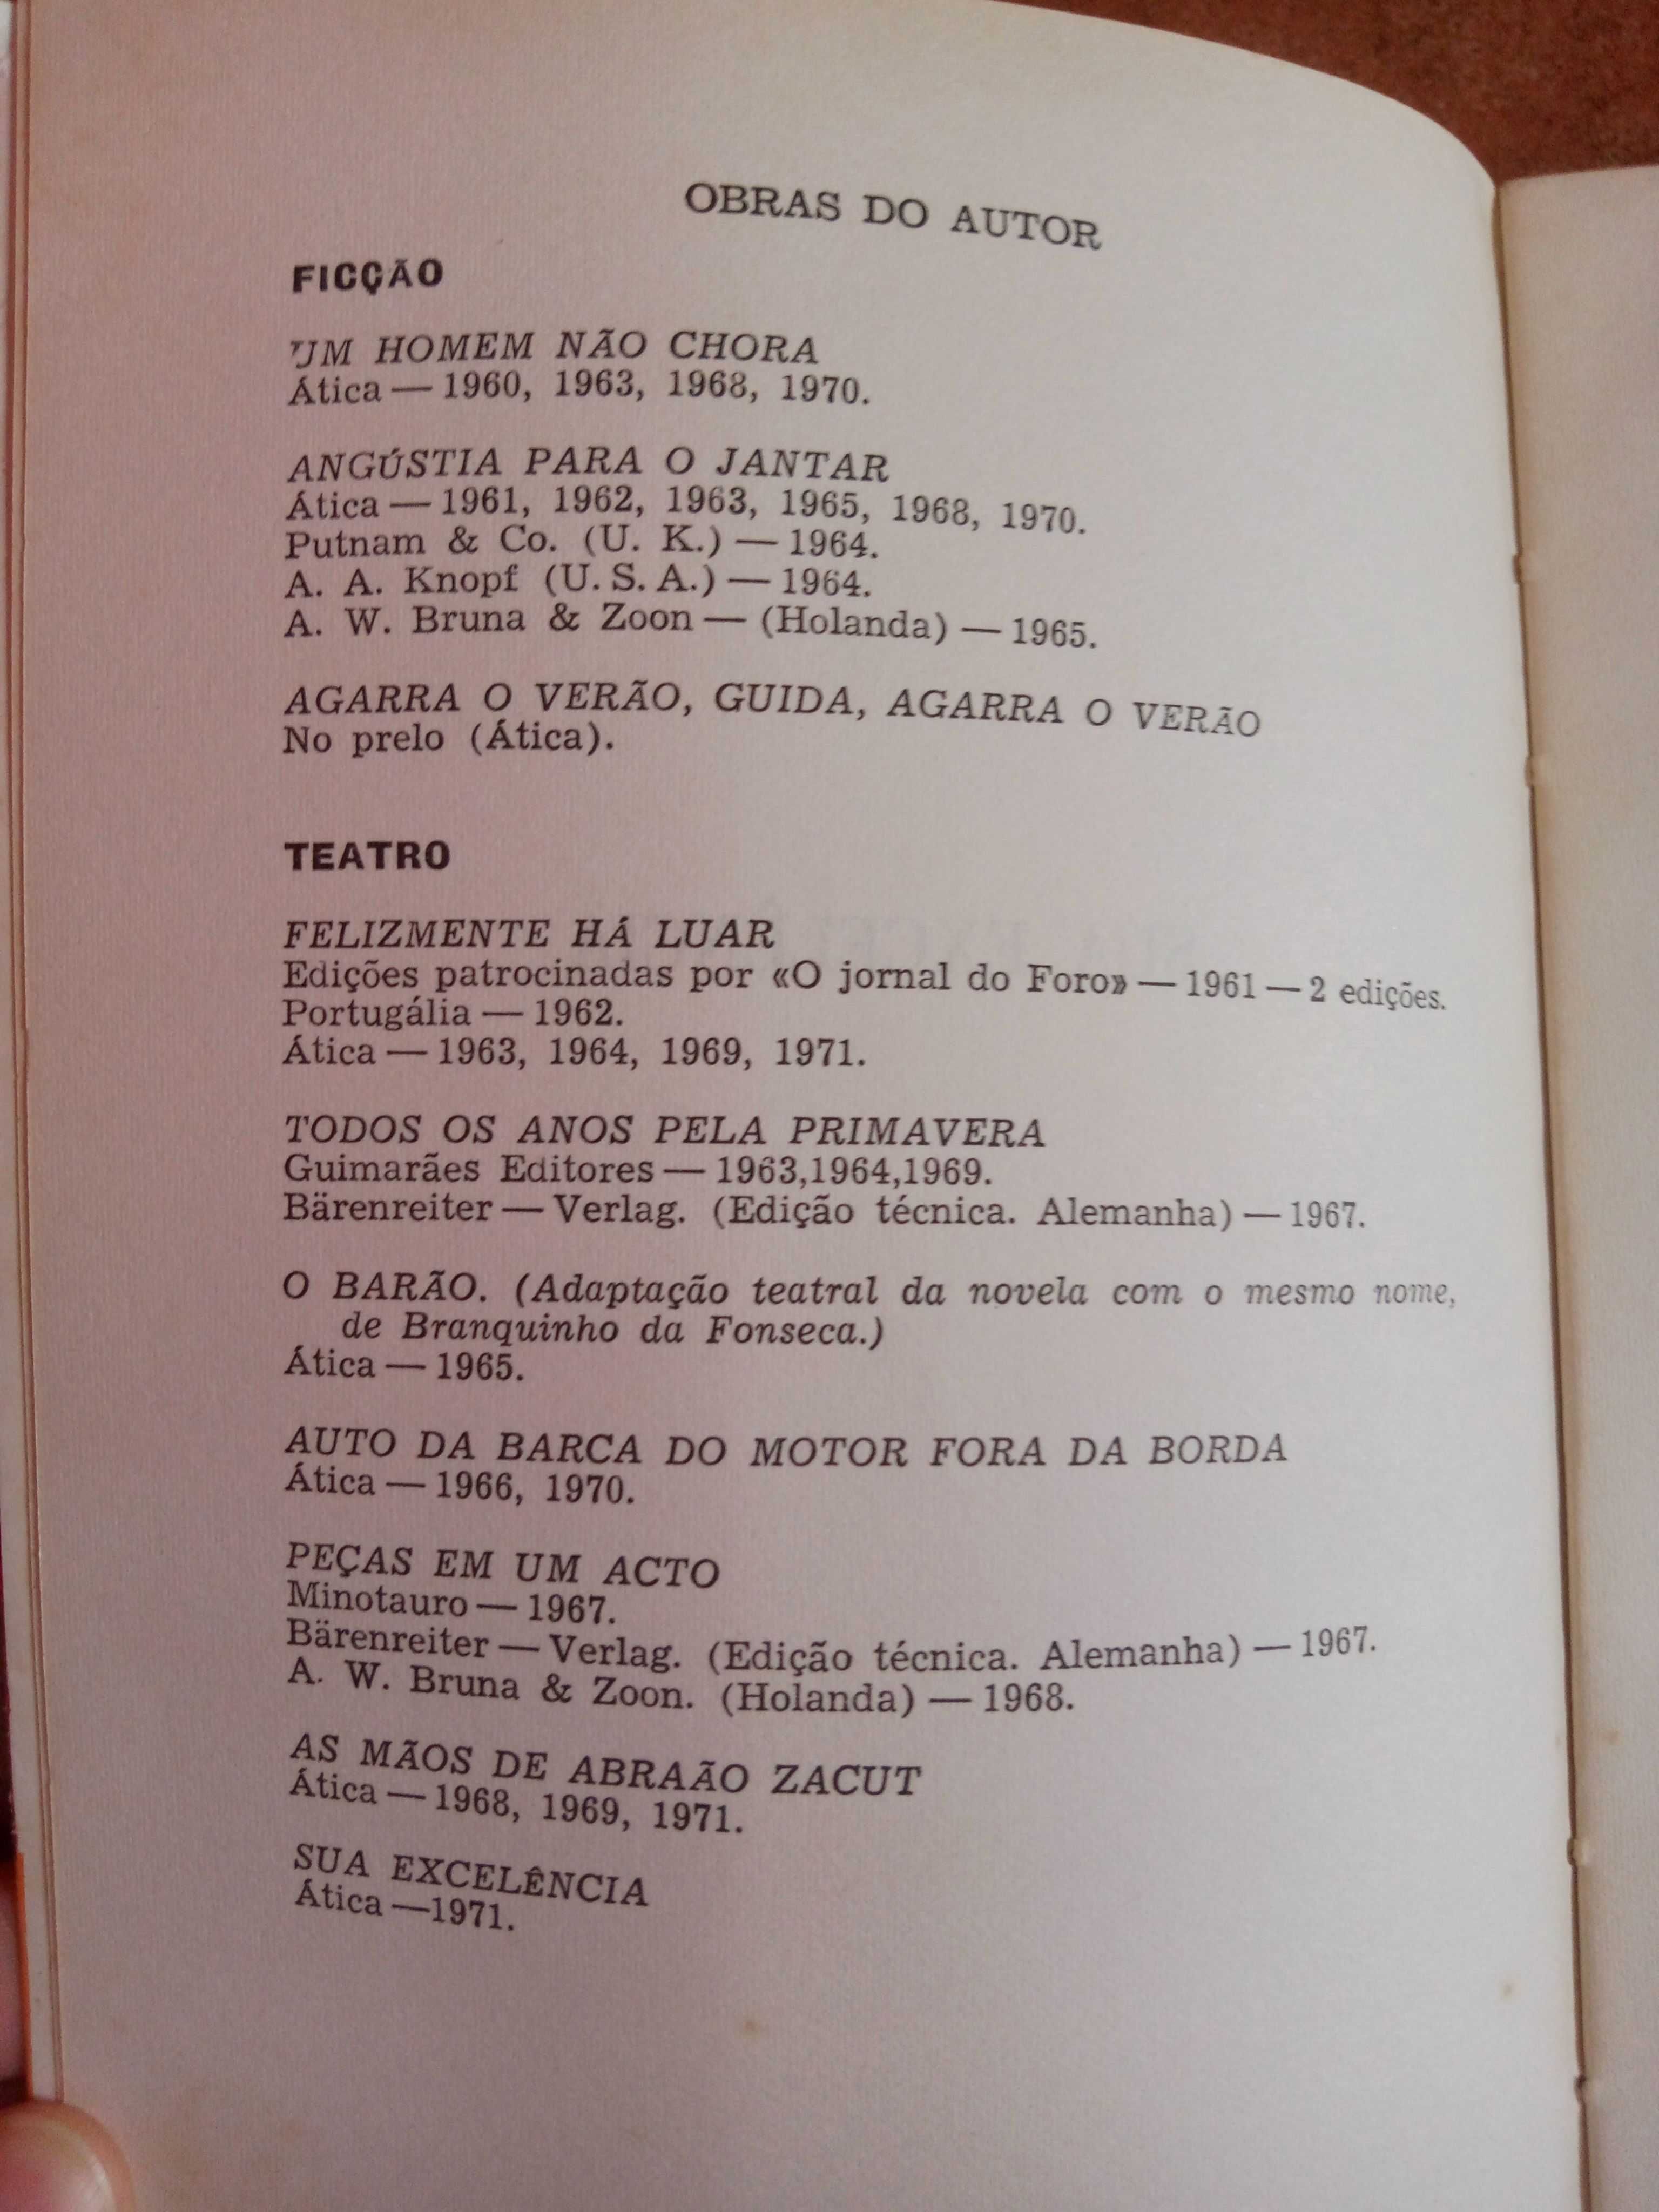 OBRAS DO AUTOR
FICÇÃO
UM HOMEM NÃO CHORA
Ática — 1960, 1963, 1968, 1970.
ANGÚSTIA PARA O JANTAR
Ática — 1961, 1962, 1963, 1965, 1968, 1970.
Putnam & Co. (U. K.) — 1964.
A. A. Knopf (U. S. A.) — 1964.
A. W. Bruna & Zoon — (Holanda) — 1965.
AGARRA O VERÃO, GUIDA, AGARRA O VERÃO
No prelo (Ática).
TEATRO
FELIZMENTE HÁ LUAR
Edições patrocinadas por «O jornal do Foro» — 1961 — 2 edições.
Portugália — 1962.
Ática — 1963, 1964, 1969, 1971.
TODOS OS ANOS PELA PRIMAVERA
Guimarães Editores — 1963,1964,1969.
Bärenreiter — Verlag. (Edição técnica. Alemanha) — 1967.
O BARÃO. (Adaptação teatral da novela com o mesmo nome,
de Branquinho da Fonseca.)
Ática — 1965.
AUTO DA BARCA DO MOTOR FORA DA BORDA
Ática — 1966, 1970.
PEÇAS EM UM ACTO
Minotauro — 1967.
Bärenreiter — Verlag. (Edição técnica. Alemanha) — 1967.
A. W. Bruna & Zoon. (Holanda) — 1968.
AS MÃOS DE ABRAÃO ZACUT
Ática — 1968, 1969, 1971.
SUA EXCELÊNCIA
Ática —1971.